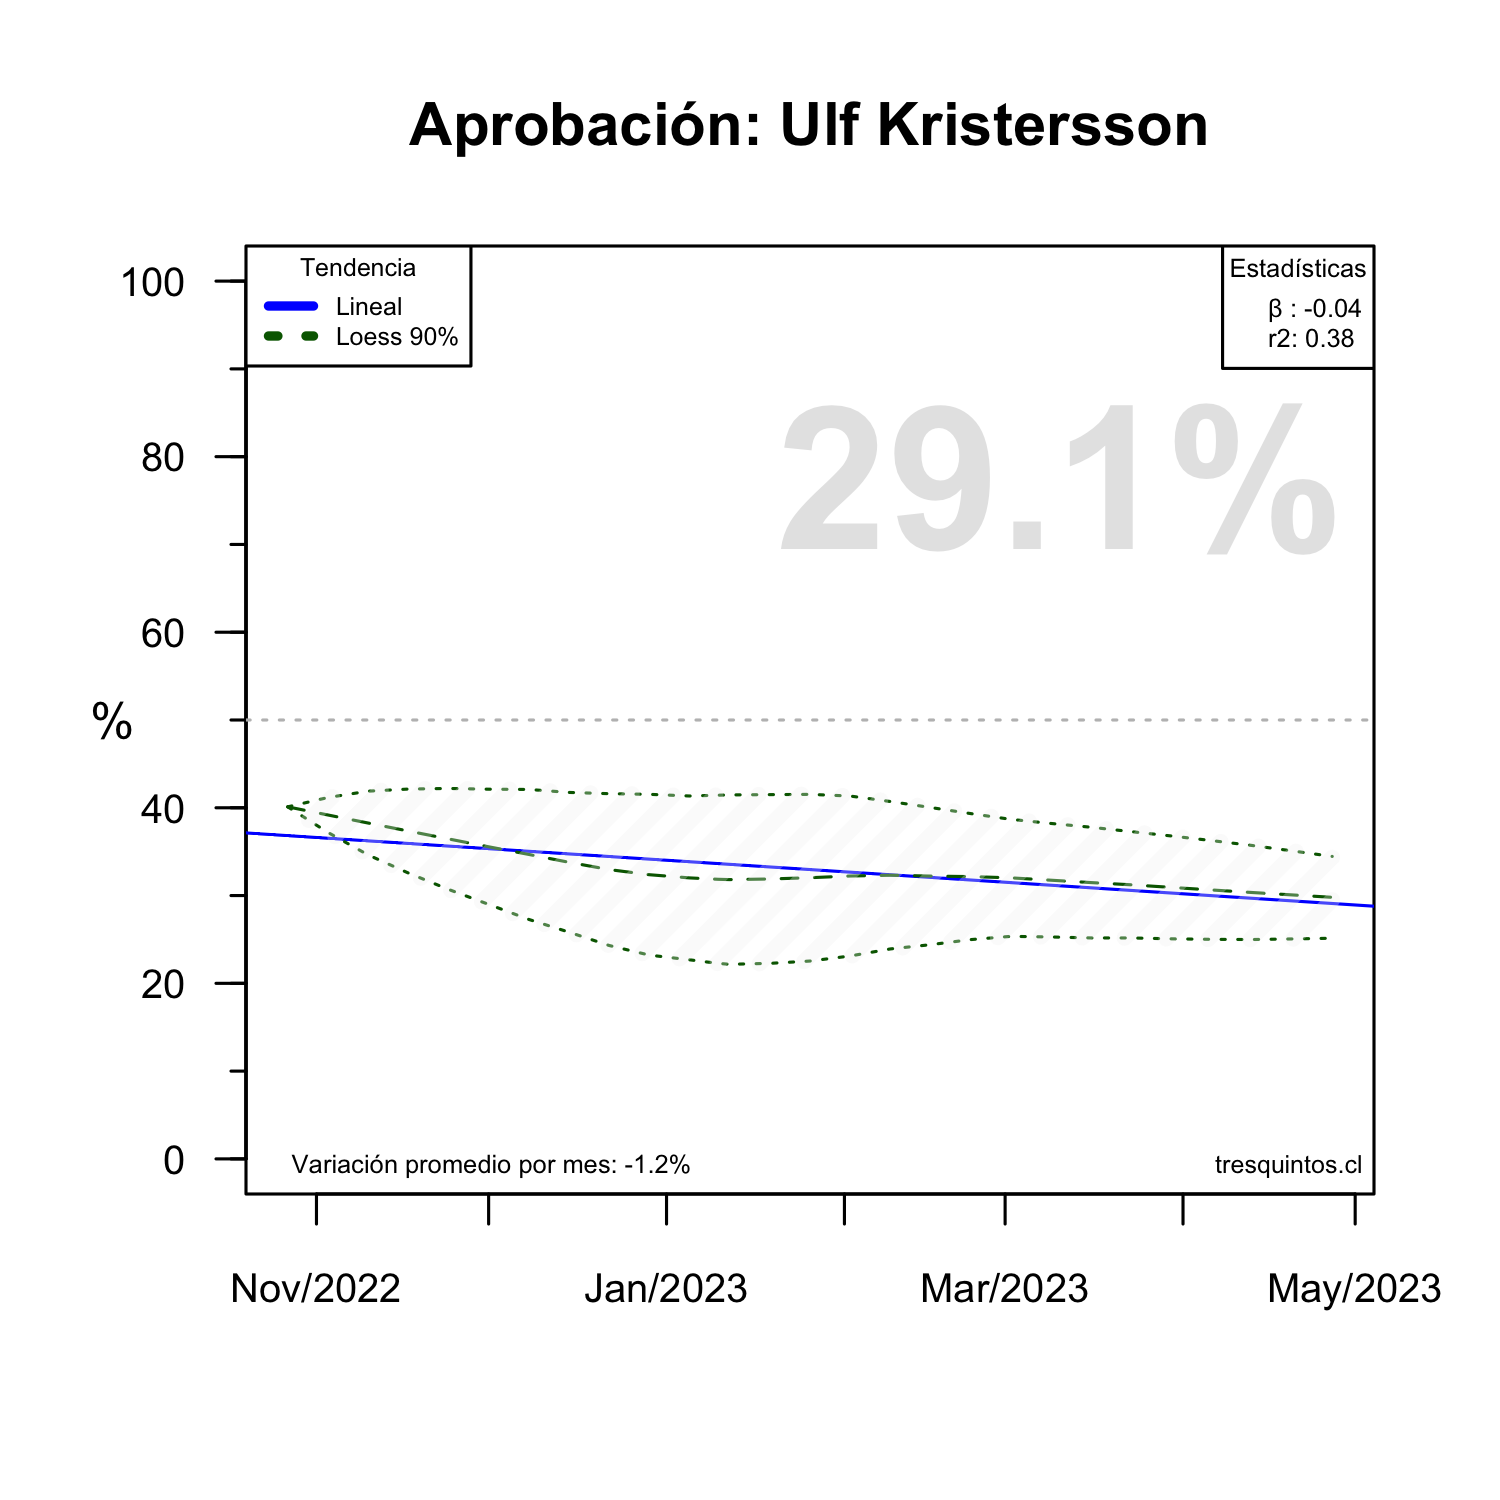 Aprobación: Ulf Kristersson
Tendencia
Lineal
Loess 90%
Estadísticas
β : -0.04
r2: 0.38
29.1%
100
80
60
%
40
20
0
Variación promedio por mes: -1.2%
tresquintos.cl
Nov/2022
Jan/2023
Mar/2023
May/2023